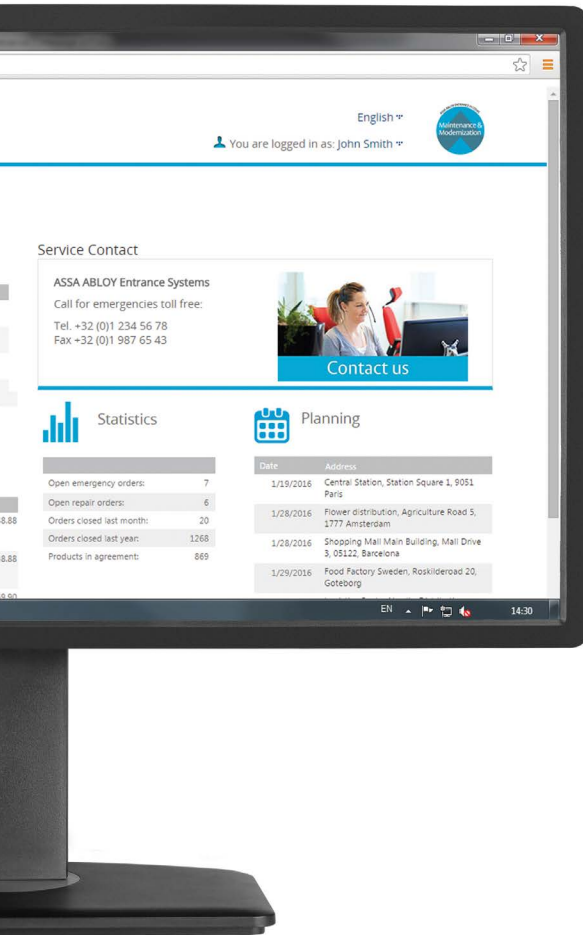 English
You are logged in as: John Smith
Maintenance &
Modernization
Service Contact
ASSA ABLOY Entrance Systems
Call for emergencies toll free:
Tel. +32 (0)1 234 56 78
Fax +32 (0)1 987 65 43
Contact us
Statistics
Open emergency orders: 7
Open repair orders: 6
Orders closed last month: 20
Orders closed last year: 1268
Products in agreement: 869
Planning
Date Address
1/19/2016 Central Station, Station Square 1, 9051
Paris
1/28/2016 Flower distribution, Agriculture Road 5,
1777 Amsterdam
1/28/2016 Shopping Mall Main Building, Mall Drive
3, 05122, Barcelona
1/29/2016 Food Factory Sweden, Roskilderoad 20,
Goteborg
8.88
8.88
EN 14:30